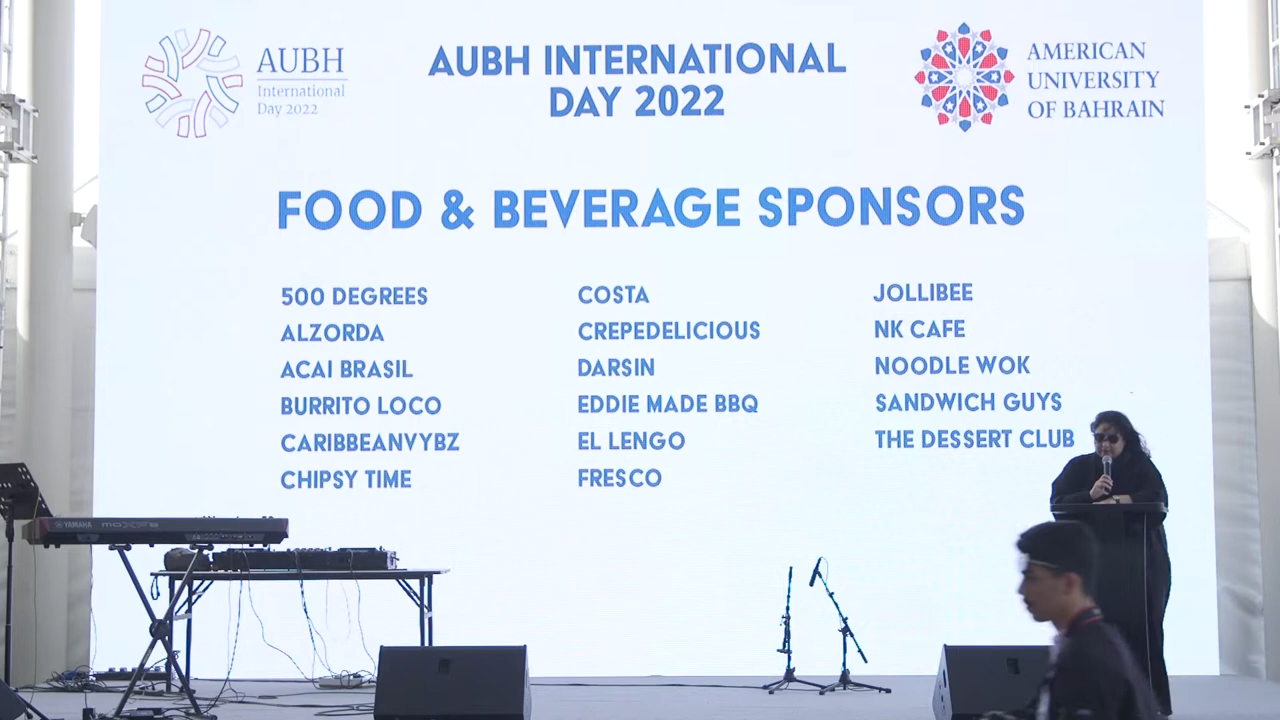 AUBH
International
Day 2022
AUBH INTERNATIONAL
DAY 2022
AMERICAN
UNIVERSITY
OF BAHRAIN
FOOD & BEVERAGE SPONSORS
500 DEGREES
ALZORDA
ACAI BRASIL
BURRITO LOCO
CARIBBEANVYBZ
CHIPSY TIME
COSTA
CREPEDELICIOUS
DARSIN
EDDIE MADE BBQ
EL LENGO
FRESCO
JOLLIBEE
NK CAFE
NOODLE WOK
SANDWICH GUYS
THE DESSERT CLUB
YAMAHA